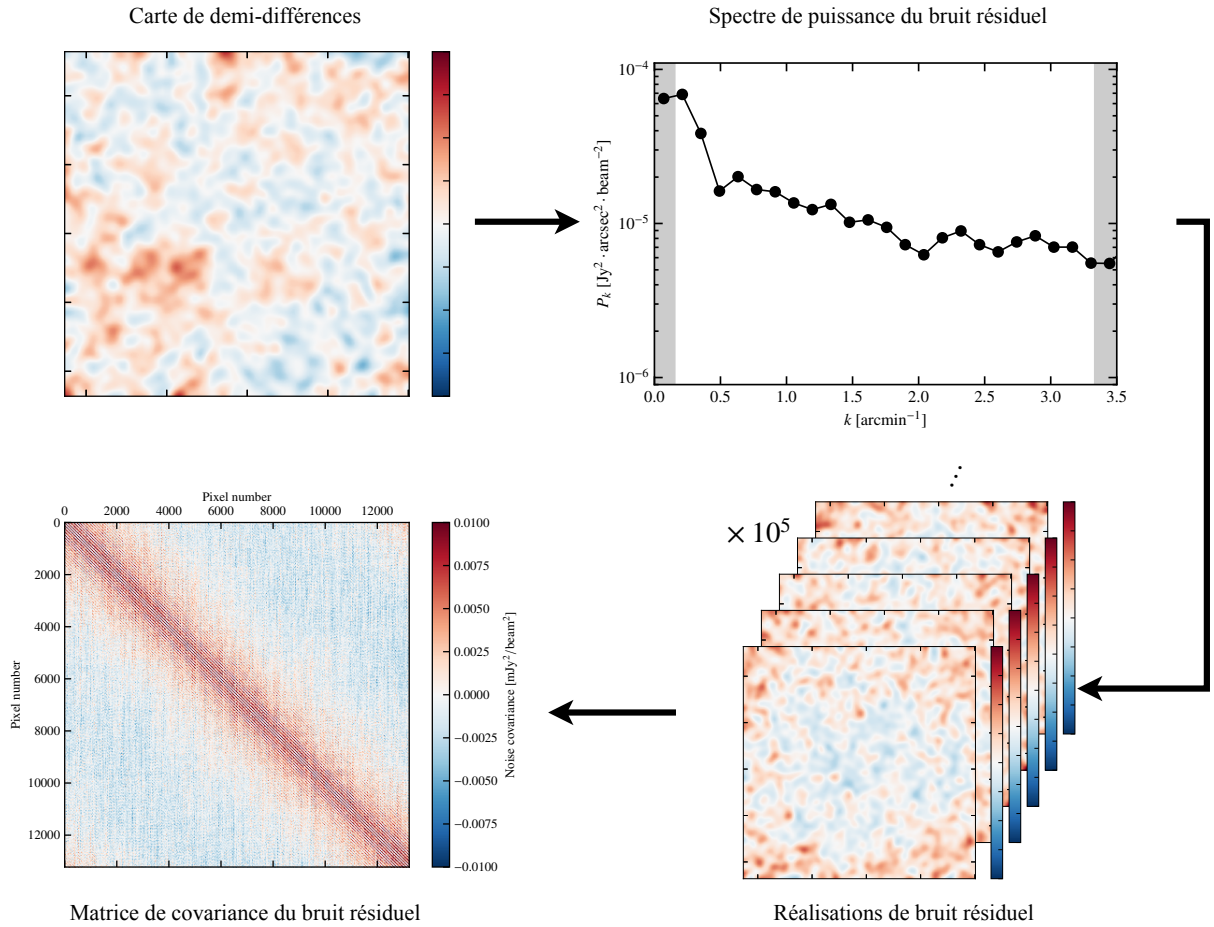 Carte de demi-différences
Spectre de puissance du bruit résiduel
10⁻⁴
10⁻⁵
10⁻⁶
P_k [Jy² · arcsec² · beam⁻²]
0.0 0.5 1.0 1.5 2.0 2.5 3.0 3.5
k [arcmin⁻¹]
Pixel number
0 2000 4000 6000 8000 10000 12000
0
2000
4000
6000
8000
10000
12000
Pixel number
0.0100
0.0075
0.0050
0.0025
0.0000
−0.0025
−0.0050
−0.0075
−0.0100
Noise covariance [mJy²/beam²]
× 10⁵
Matrice de covariance du bruit résiduel
Réalisations de bruit résiduel